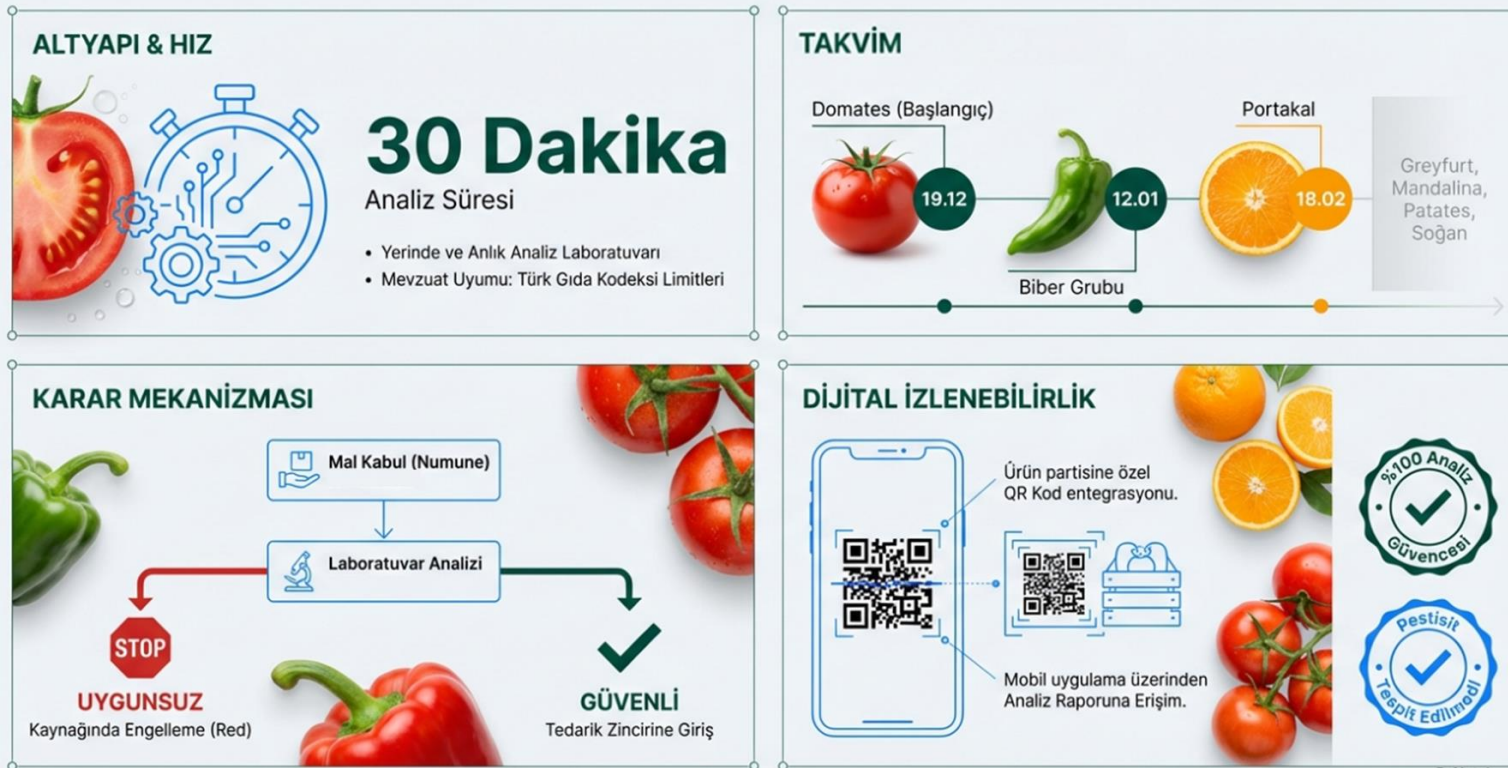 ALTYAPI & HIZ
30 Dakika
Analiz Süresi
• Yerinde ve Anlık Analiz Laboratuvarı
• Mevzuat Uyumu: Türk Gıda Kodeksi Limitleri
TAKVİM
Domates (Başlangıç)
Portakal
19.12
12.01
18.02
Biber Grubu
Greyfurt,
Mandalina,
Patates,
Soğan
KARAR MEKANİZMASI
Mal Kabul (Numune)
Laboratuvar Analizi
STOP
UYGUNSUZ
Kaynağında Engelleme (Red)
GÜVENLİ
Tedarik Zincirine Giriş
DİJİTAL İZLENEBİLİRLİK
Ürün partisine özel
QR Kod entegrasyonu.
Mobil uygulama üzerinden
Analiz Raporuna Erişim.
%100 Analiz
Güvencesi
Pestisit
Tespit Edilmedi